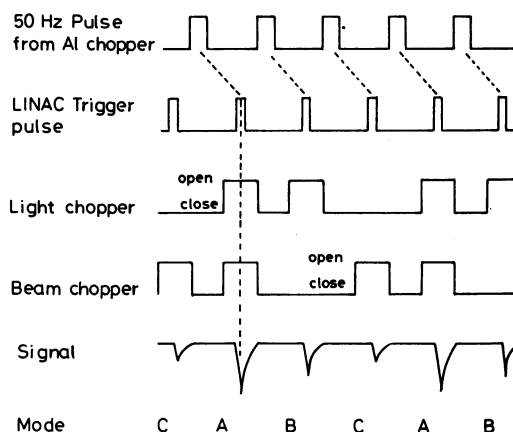 50 Hz Pulse
from Al chopper
LINAC Trigger
pulse
open
Light chopper
close
open
Beam chopper
close
Signal
Mode C A B C A B